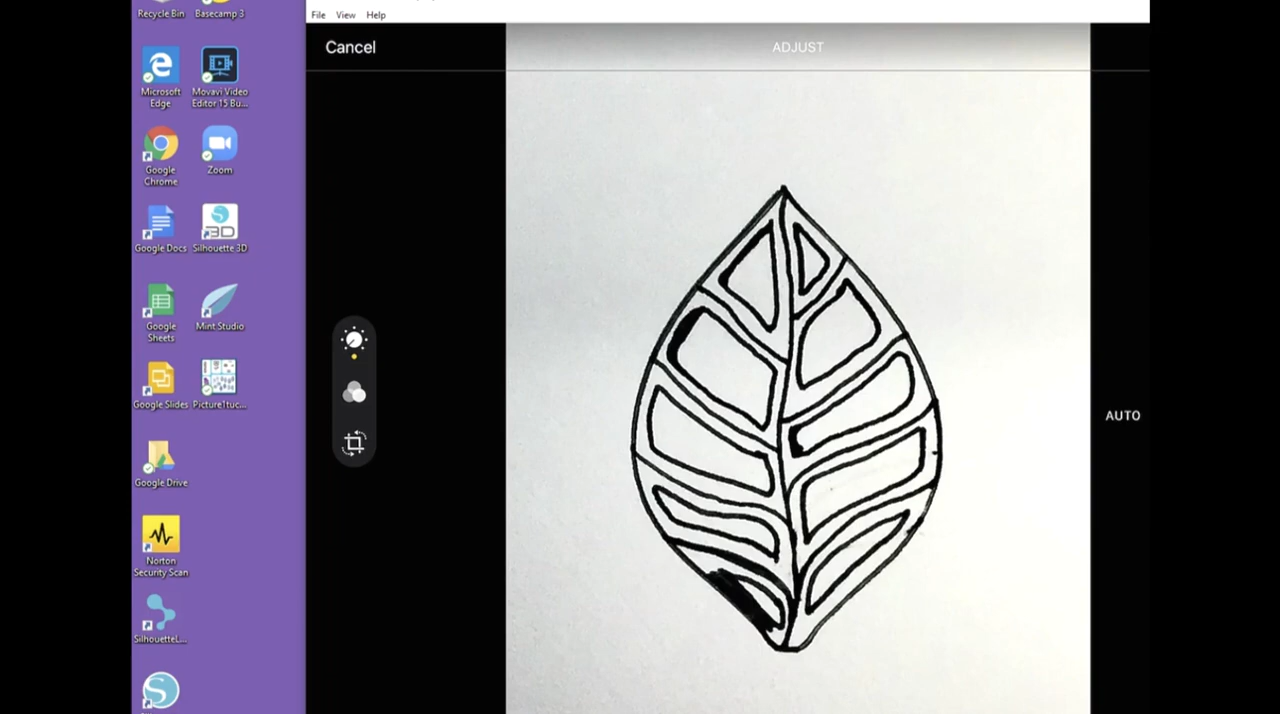 Recycle Bin
Basecamp 3
File View Help
Cancel
ADJUST
Microsoft
Edge
Movavi Video
Editor 15 Bu...
Google
Chrome
Zoom
Google Docs
3D
Silhouette 3D
Google
Sheets
Mint Studio
Google Slides
Picture1tuc...
AUTO
Google Drive
Norton
Security Scan
SilhouetteL...